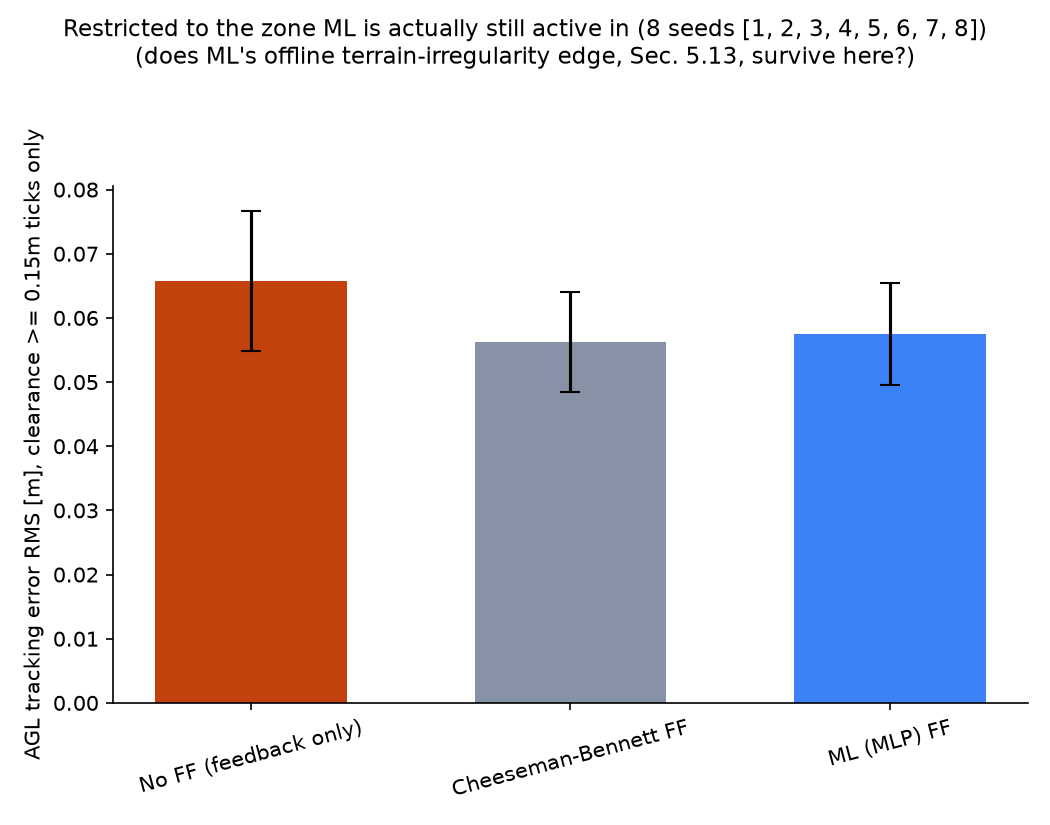 Restricted to the zone ML is actually still active in (8 seeds [1, 2, 3, 4, 5, 6, 7, 8])
(does ML's offline terrain-irregularity edge, Sec. 5.13, survive here?)
AGL tracking error RMS [m], clearance >= 0.15m ticks only
0.08
0.07
0.06
0.05
0.04
0.03
0.02
0.01
0.00
No FF (feedback only)
Cheeseman-Bennett FF
ML (MLP) FF